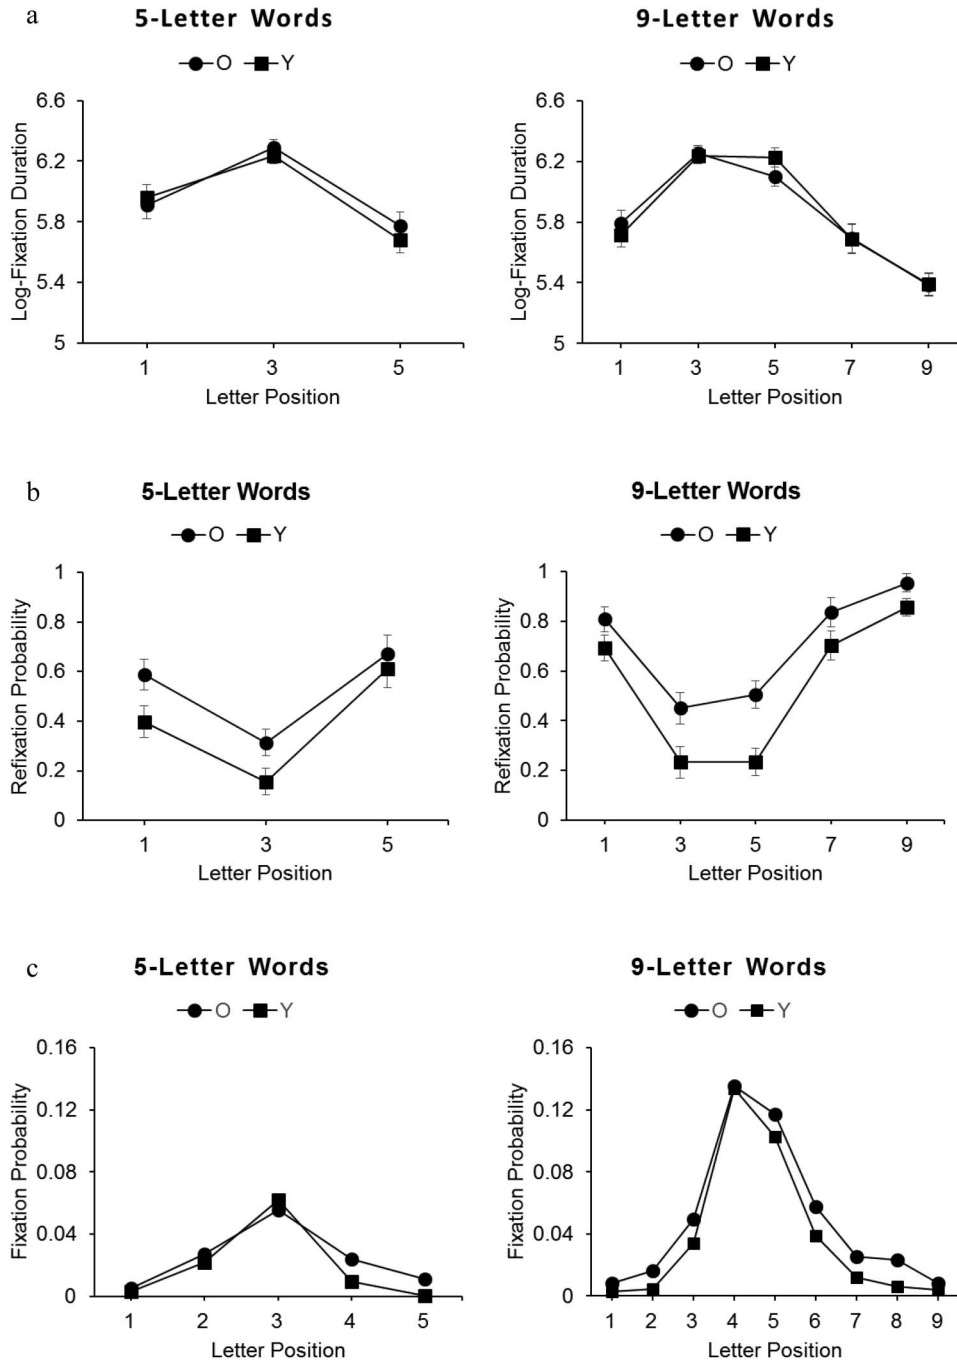 a
5-Letter Words
O Y
Log-Fixation Duration
6.6
6.2
5.8
5.4
5
1 3 5
Letter Position
9-Letter Words
O Y
Log-Fixation Duration
6.6
6.2
5.8
5.4
5
1 3 5 7 9
Letter Position
b
5-Letter Words
O Y
Refixation Probability
1
0.8
0.6
0.4
0.2
0
1 3 5
Letter Position
9-Letter Words
O Y
Refixation Probability
1
0.8
0.6
0.4
0.2
0
1 3 5 7 9
Letter Position
c
5-Letter Words
O Y
Fixation Probability
0.16
0.12
0.08
0.04
0
1 2 3 4 5
Letter Position
9-Letter Words
O Y
Fixation Probability
0.16
0.12
0.08
0.04
0
1 2 3 4 5 6 7 8 9
Letter Position